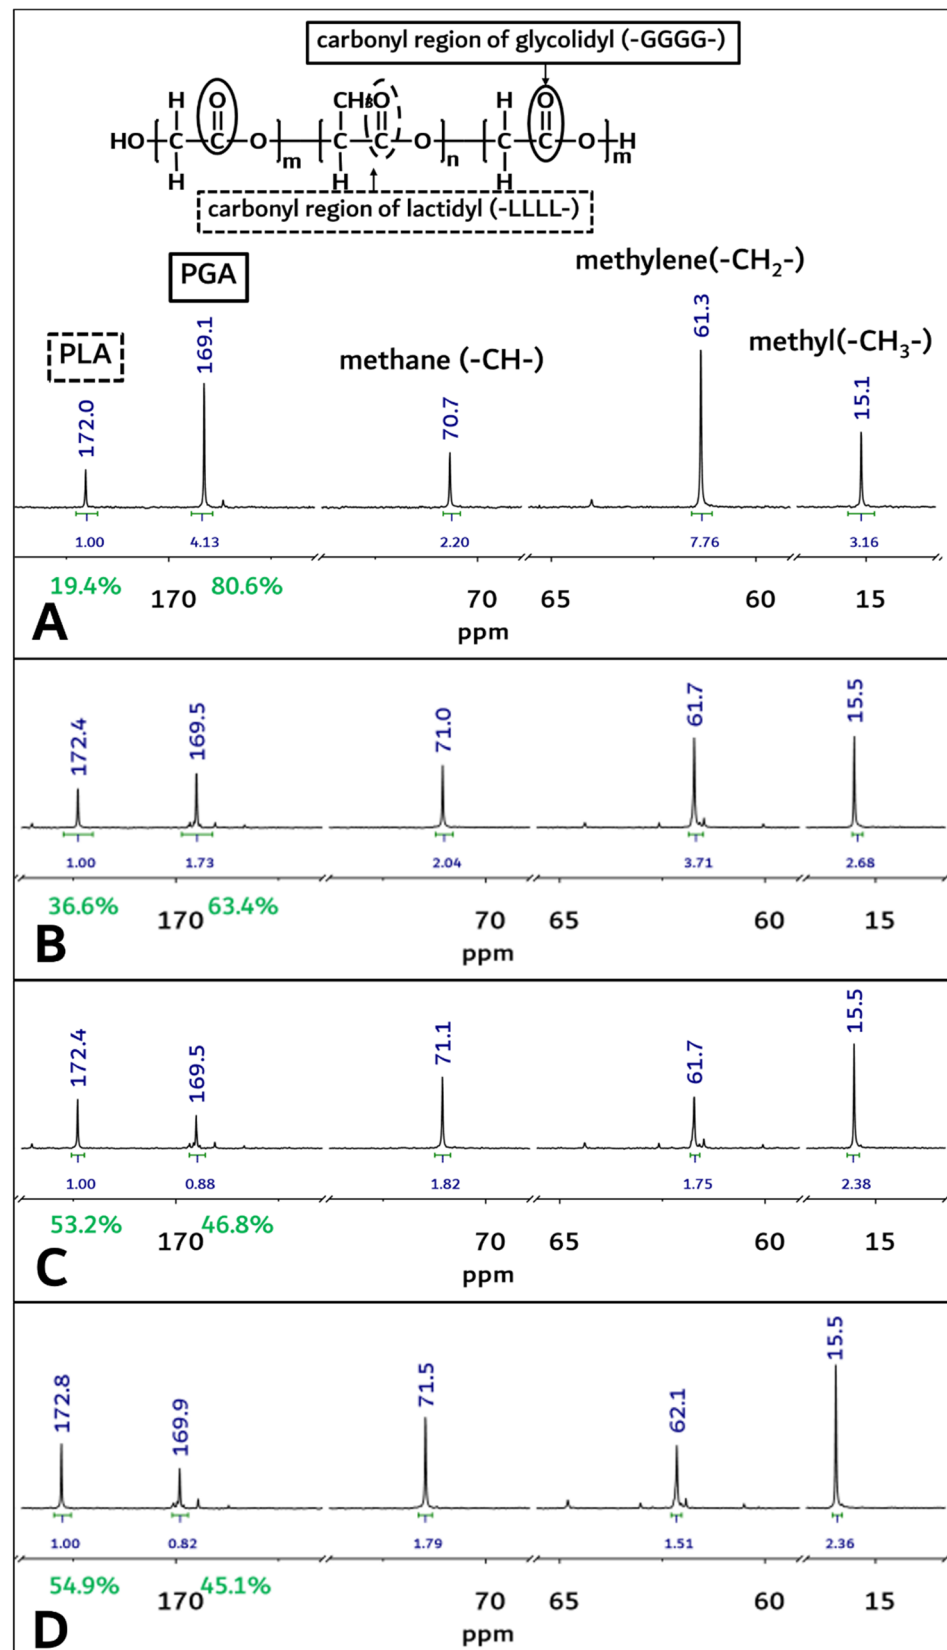 carbonyl region of glycolidyl (-GGGG-)
H O CH₃O H O
HO C C O m C C O n C C O H m
H H H
carbonyl region of lactidyl (-LLLL-)
methylene(-CH₂-)
PGA
methyl(-CH₃-)
PLA
methane (-CH-)
172.0 169.1 70.7 61.3 15.1
1.00 4.13 2.20 7.76 3.16
19.4% 80.6%
170 70 65 60 15
A
ppm
172.4 169.5 71.0 61.7 15.5
1.00 1.73 2.04 3.71 2.68
36.6% 63.4%
170 70 65 60 15
B
ppm
172.4 169.5 71.1 61.7 15.5
1.00 0.88 1.82 1.75 2.38
53.2% 46.8%
170 70 65 60 15
C
ppm
172.8 169.9 71.5 62.1 15.5
1.00 0.82 1.79 1.51 2.36
54.9% 45.1%
170 70 65 60 15
D
ppm